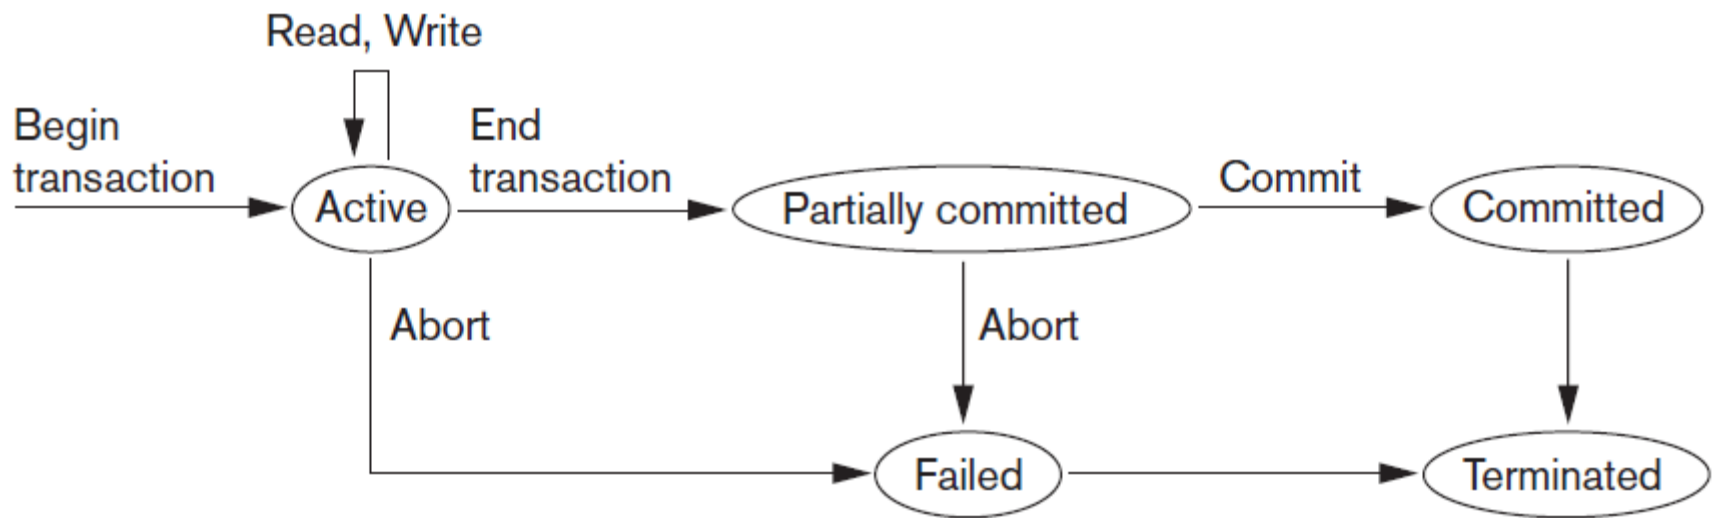 Read, Write
Begin
transaction
End
transaction
Active
Partially committed
Commit
Committed
Abort
Abort
Failed
Terminated